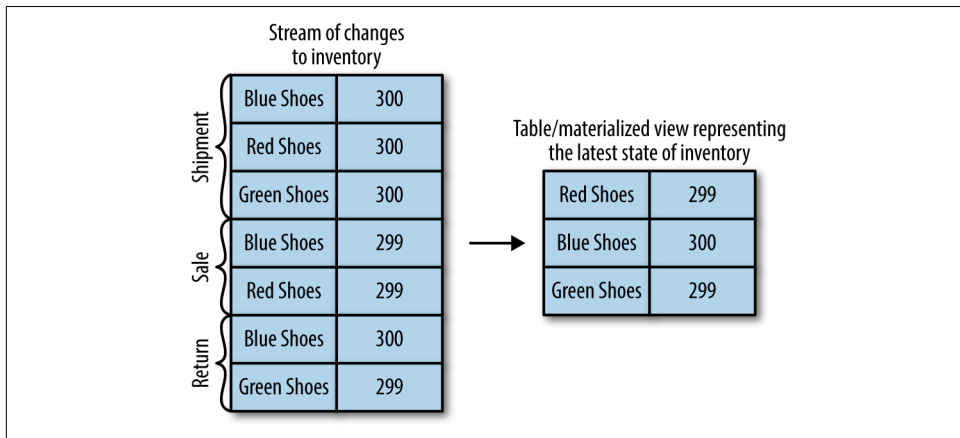 Stream of changes
to inventory
Shipment
Blue Shoes 300
Red Shoes 300
Green Shoes 300
Sale
Blue Shoes 299
Red Shoes 299
Return
Blue Shoes 300
Green Shoes 299
Table/materialized view representing
the latest state of inventory
Red Shoes 299
Blue Shoes 300
Green Shoes 299